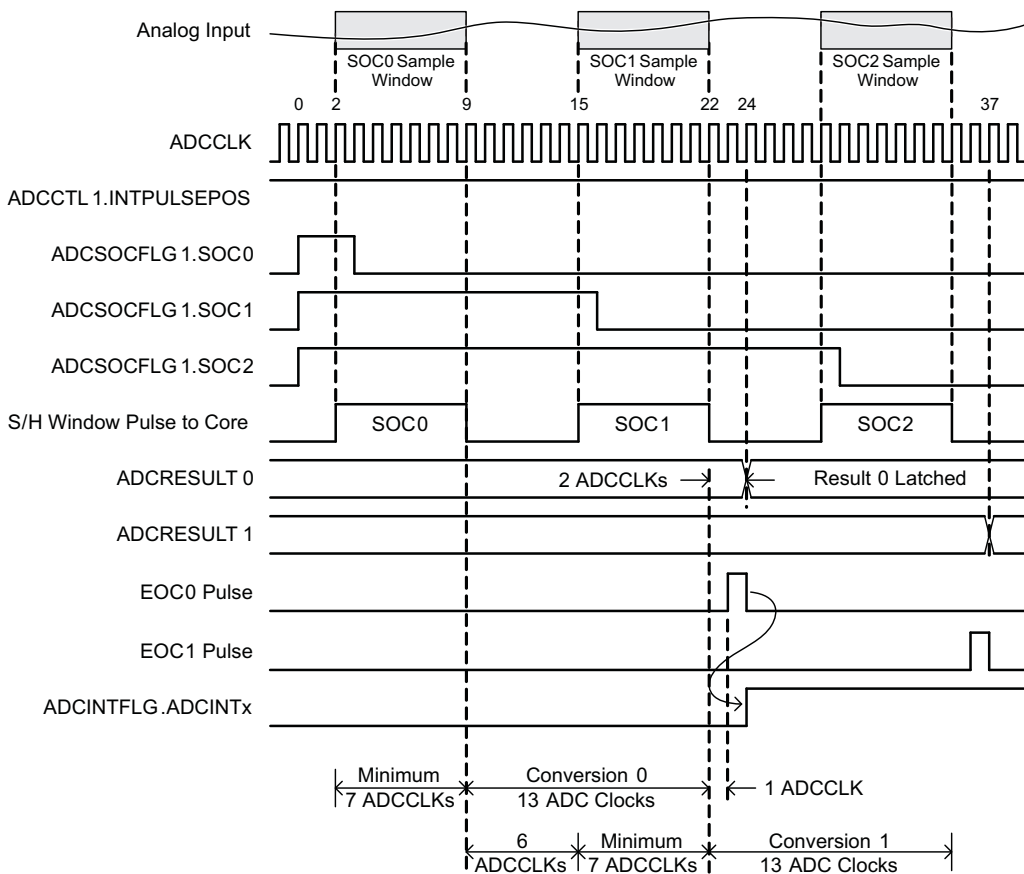 Analog Input
SOC0 Sample
Window
SOC1 Sample
Window
SOC2 Sample
Window
0 2 9 15 22 24 37
ADCCLK
ADCCTL 1.INTPULSEPOS
ADCSOCFLG 1.SOC0
ADCSOCFLG 1.SOC1
ADCSOCFLG 1.SOC2
S/H Window Pulse to Core
SOC0
SOC1
SOC2
ADCRESULT 0
2 ADCCLKs
Result 0 Latched
ADCRESULT 1
EOC0 Pulse
EOC1 Pulse
ADCINTFLG.ADCINTx
Minimum
7 ADCCLKs
Conversion 0
13 ADC Clocks
1 ADCCLK
6
ADCCLKs
Minimum
7 ADCCLKs
Conversion 1
13 ADC Clocks